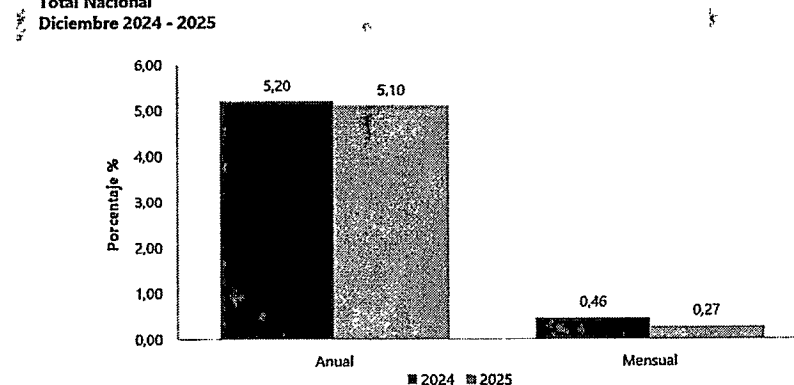 Total Nacional
Diciembre 2024 - 2025
6,00
5,00
4,00
3,00
2,00
1,00
0,00
Porcentaje %
5,20
5,10
0,46
0,27
Anual
Mensual
2024 2025